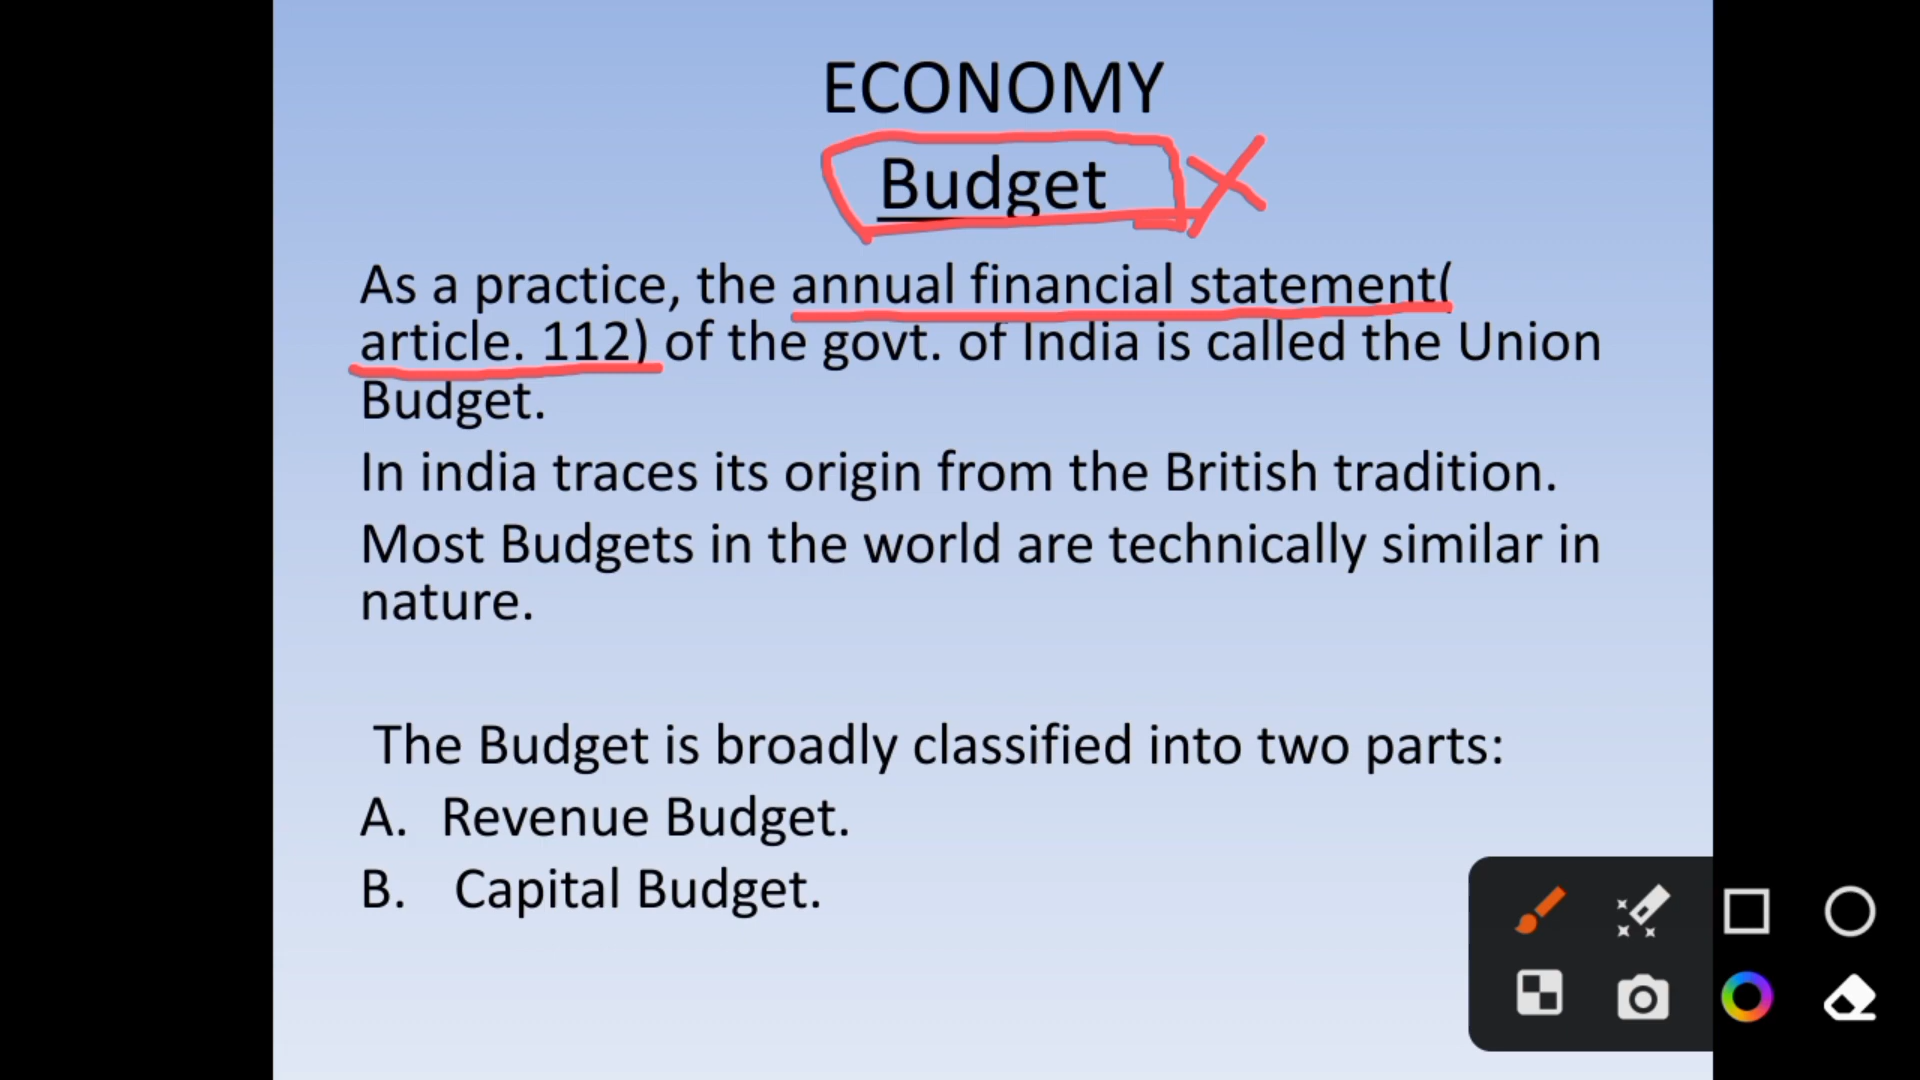 ECONOMY
Budget
As a practice, the annual financial statement(
article. 112) of the govt. of India is called the Union
Budget.
In india traces its origin from the British tradition.
Most Budgets in the world are technically similar in
nature.
The Budget is broadly classified into two parts:
A. Revenue Budget.
B. Capital Budget.